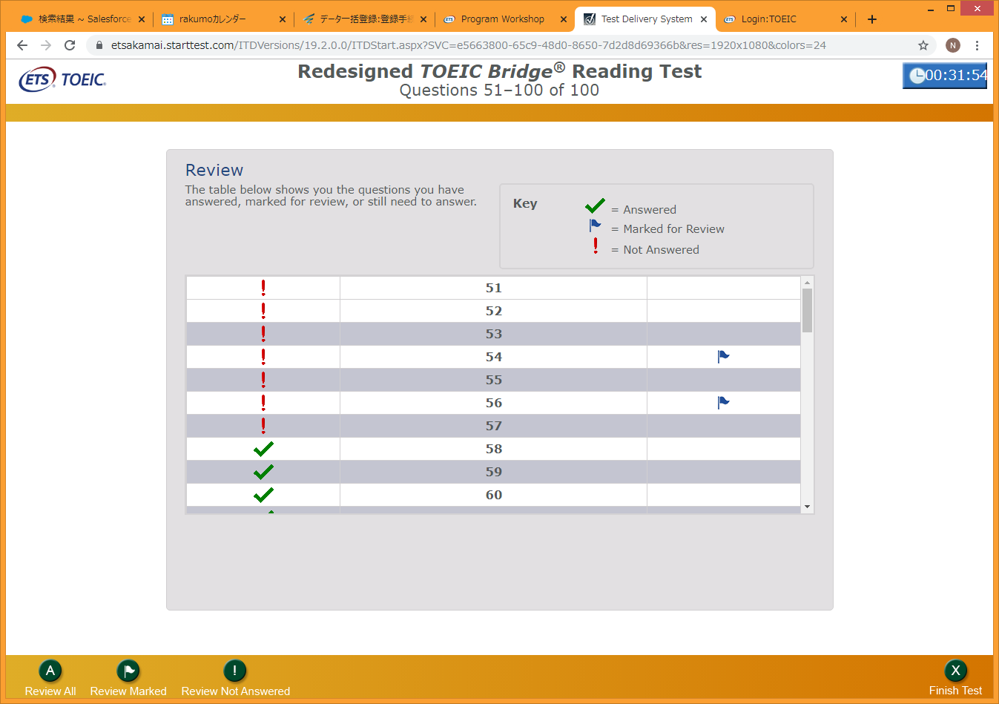 検索結果 ~ Salesforce
rakumoカレンダー
データ一括登録:登録手
Program Workshop
Test Delivery System
Login:TOEIC
etsakamai.starttest.com/ITDVersions/19.2.0.0/ITDStart.aspx?SVC=e5663800-65c9-48d0-8650-7d2d8d69366b&res=1920x1080&colors=24
N
ETS TOEIC
Redesigned TOEIC Bridge® Reading Test
Questions 51–100 of 100
00:31:54
Review
The table below shows you the questions you have
answered, marked for review, or still need to answer.
Key
= Answered
= Marked for Review
! = Not Answered
! 51
! 52
! 53
! 54
! 55
! 56
! 57
58
59
60
A
Review All
Review Marked
!
Review Not Answered
X
Finish Test